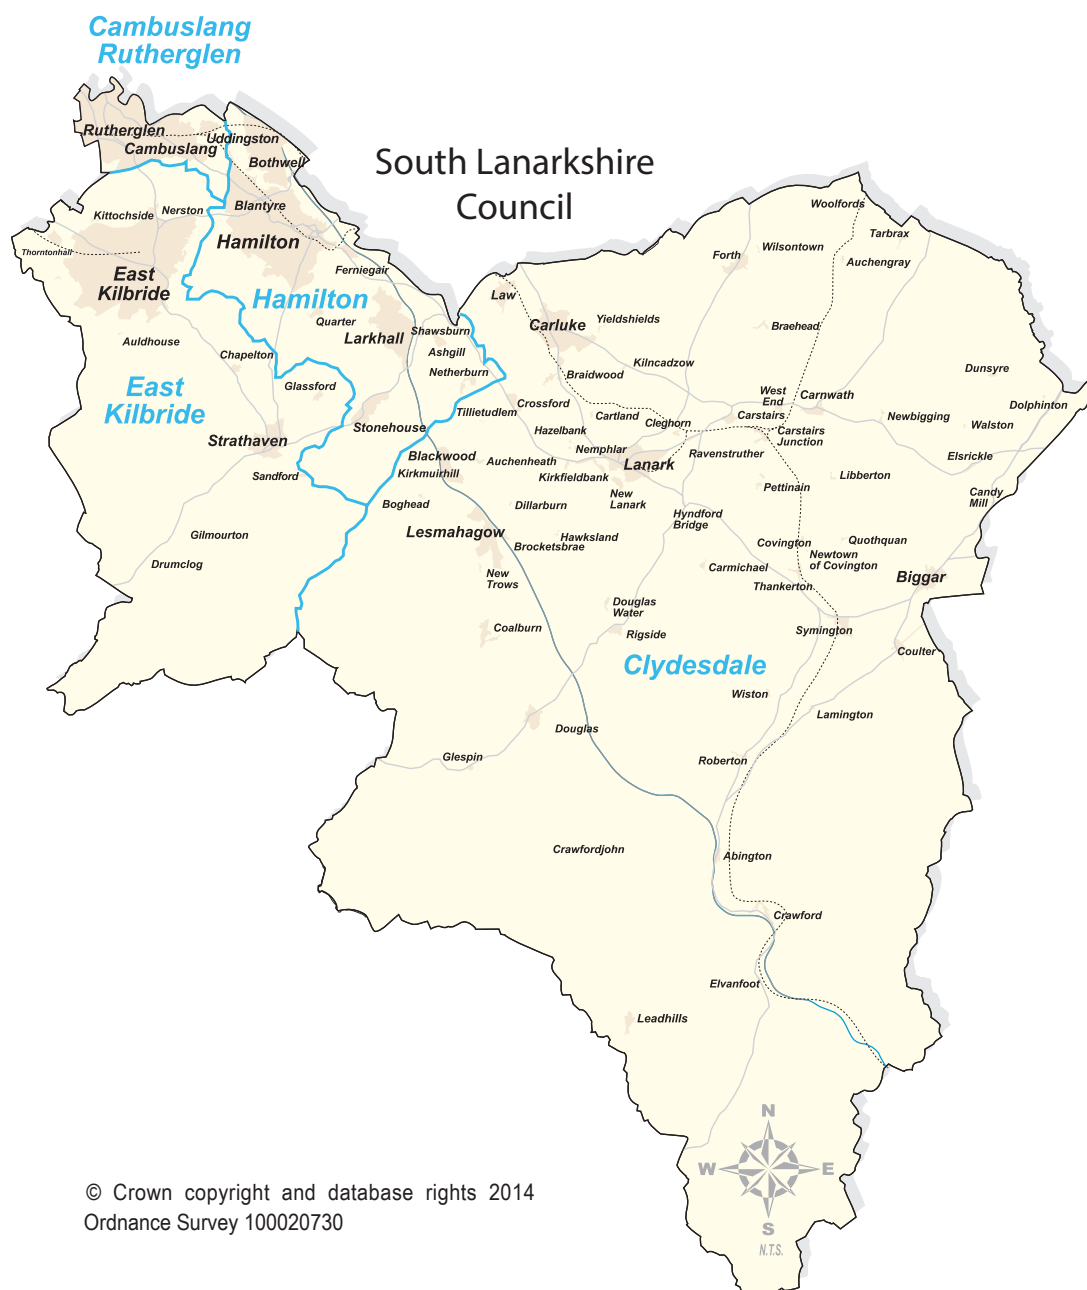 Cambuslang
Rutherglen
South Lanarkshire
Council
Rutherglen
Cambuslang
Uddingston
Bothwell
Kittochside
Nerston
Blantyre
Hamilton
Thorntonhall
East
Kilbride
Ferniegair
Hamilton
Quarter
Larkhall
Shawsburn
Ashgill
Netherburn
Auldhouse
Chapelton
Glassford
East
Kilbride
Strathaven
Stonehouse
Sandford
Gilmourton
Drumclog
Woolfords
Tarbrax
Wilsontown
Forth
Auchengray
Law
Carluke
Yieldshields
Braehead
Kilncadzow
Braidwood
Dunsyre
West
End
Carnwath
Dolphinton
Tillietudlem
Crossford
Cartland
Cleghorn
Carstairs
Newbigging
Walston
Hazelbank
Carstairs
Junction
Blackwood
Kirkmuirhill
Auchenheath
Nemphlar
Lanark
Ravenstruther
Elsrickle
Kirkfieldbank
Libberton
Pettinain
Candy
Mill
Boghead
Dillarburn
New
Lanark
Hyndford
Bridge
Lesmahagow
Hawksland
Brocketsbrae
Covington
Quothquan
Newtown
of Covington
Carmichael
Thankerton
Biggar
New
Trows
Douglas
Water
Coalburn
Rigside
Symington
Coulter
Clydesdale
Wiston
Lamington
Douglas
Glespin
Roberton
Crawfordjohn
Abington
Crawford
Elvanfoot
Leadhills
N
W
E
S
N.T.S.
© Crown copyright and database rights 2014
Ordnance Survey 100020730